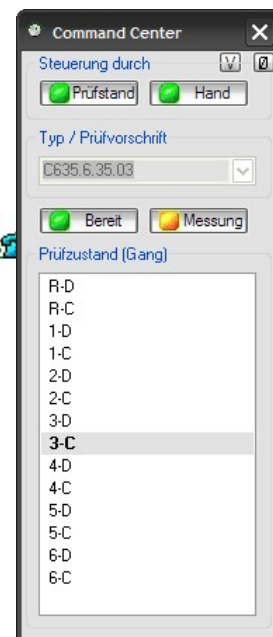 Command Center
Steuerung durch V Ø
Prüfstand Hand
Typ / Prüfvorschrift
C635.6.35.03
Bereit Messung
Prüfzustand (Gang)
R-D
R-C
1-D
1-C
2-D
2-C
3-D
3-C
4-D
4-C
5-D
5-C
6-D
6-C